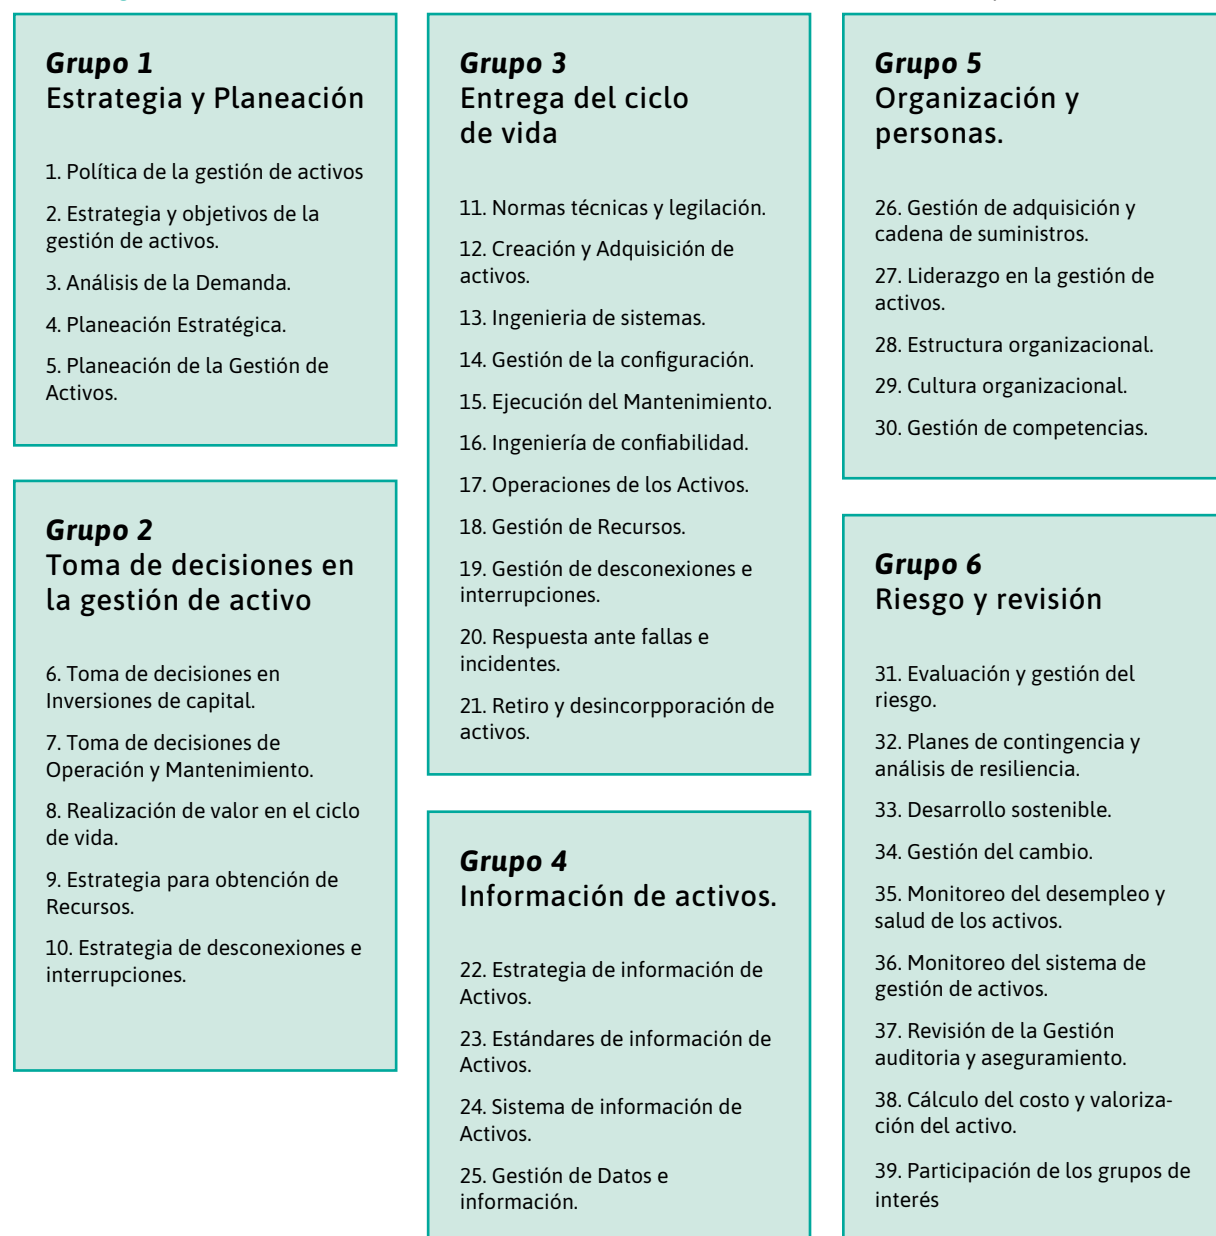 Grupo 1
Estrategia y Planeación
1. Política de la gestión de activos
2. Estrategia y objetivos de la
gestión de activos.
3. Análisis de la Demanda.
4. Planeación Estratégica.
5. Planeación de la Gestión de
Activos.
Grupo 2
Toma de decisiones en
la gestión de activo
6. Toma de decisiones en
Inversiones de capital.
7. Toma de decisiones de
Operación y Mantenimiento.
8. Realización de valor en el ciclo
de vida.
9. Estrategia para obtención de
Recursos.
10. Estrategia de desconexiones e
interrupciones.
Grupo 3
Entrega del ciclo
de vida
11. Normas técnicas y legilación.
12. Creación y Adquisición de
activos.
13. Ingenieria de sistemas.
14. Gestión de la configuración.
15. Ejecución del Mantenimiento.
16. Ingeniería de confiabilidad.
17. Operaciones de los Activos.
18. Gestión de Recursos.
19. Gestión de desconexiones e
interrupciones.
20. Respuesta ante fallas e
incidentes.
21. Retiro y desincorpporación de
activos.
Grupo 4
Información de activos.
22. Estrategia de información de
Activos.
23. Estándares de información de
Activos.
24. Sistema de información de
Activos.
25. Gestión de Datos e
información.
Grupo 5
Organización y
personas.
26. Gestión de adquisición y
cadena de suministros.
27. Liderazgo en la gestión de
activos.
28. Estructura organizacional.
29. Cultura organizacional.
30. Gestión de competencias.
Grupo 6
Riesgo y revisión
31. Evaluación y gestión del
riesgo.
32. Planes de contingencia y
análisis de resiliencia.
33. Desarrollo sostenible.
34. Gestión del cambio.
35. Monitoreo del desempleo y
salud de los activos.
36. Monitoreo del sistema de
gestión de activos.
37. Revisión de la Gestión
auditoria y aseguramiento.
38. Cálculo del costo y valoriza-
ción del activo.
39. Participación de los grupos de
interés